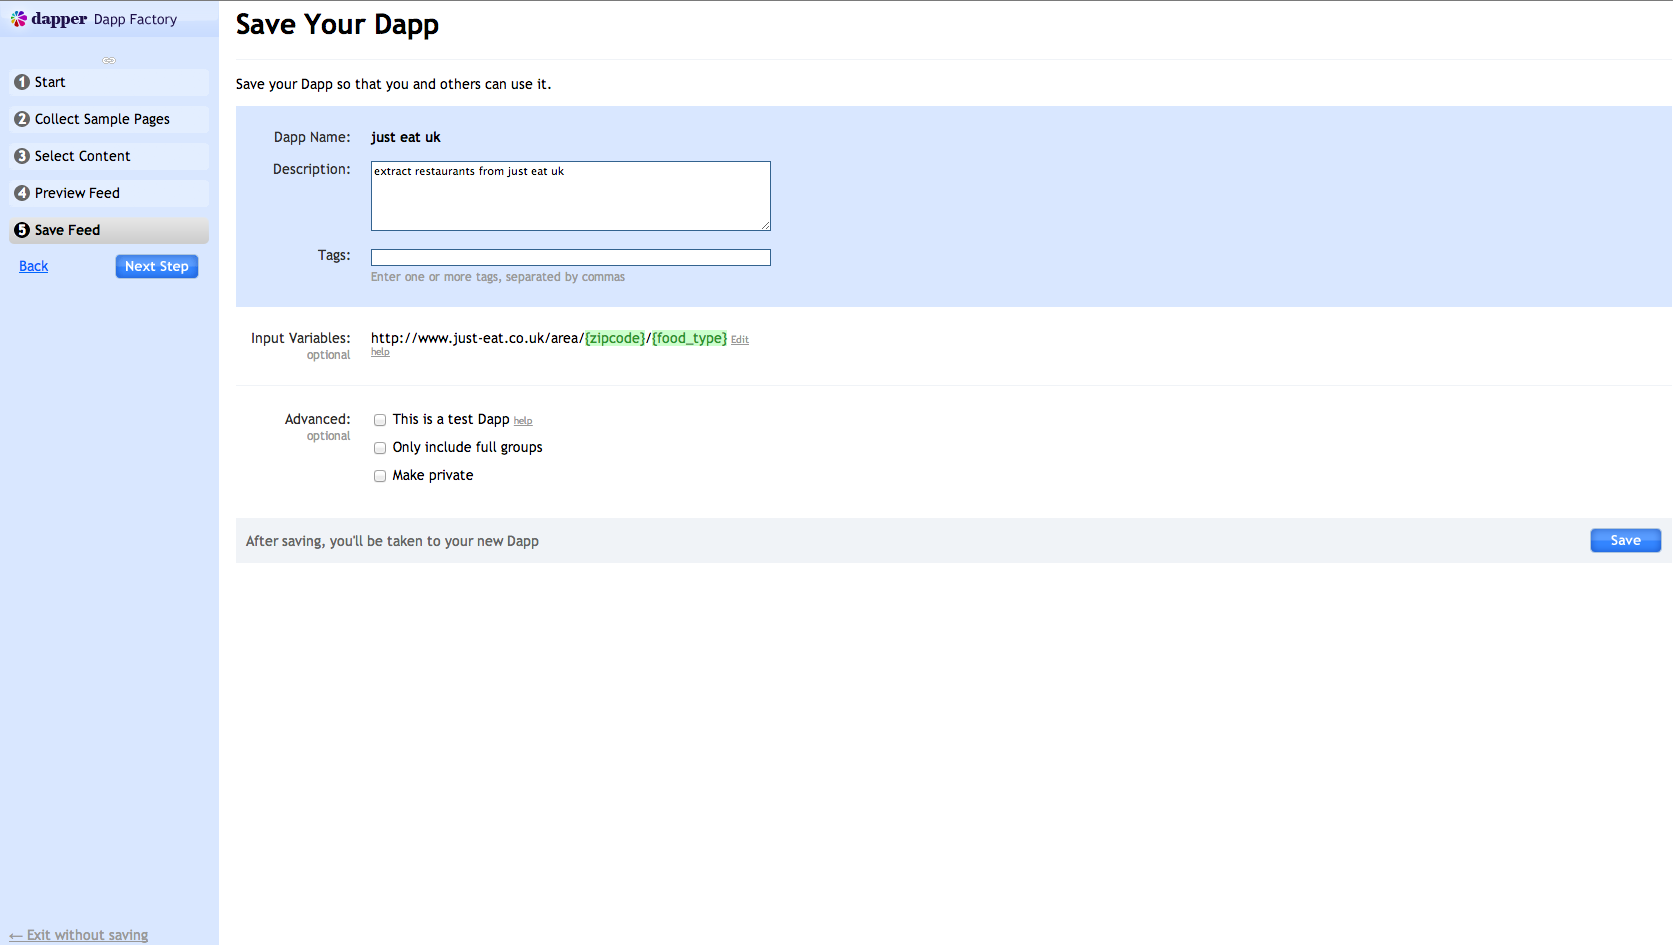 dapper Dapp Factory
1 Start
2 Collect Sample Pages
3 Select Content
4 Preview Feed
5 Save Feed
Back Next Step
← Exit without saving
Save Your Dapp
Save your Dapp so that you and others can use it.
Dapp Name: just eat uk
Description: extract restaurants from just eat uk
Tags:
Enter one or more tags, separated by commas
Input Variables: http://www.just-eat.co.uk/area/{zipcode}/{food_type} Edit
optional help
Advanced: This is a test Dapp help
optional
Only include full groups
Make private
After saving, you'll be taken to your new Dapp Save